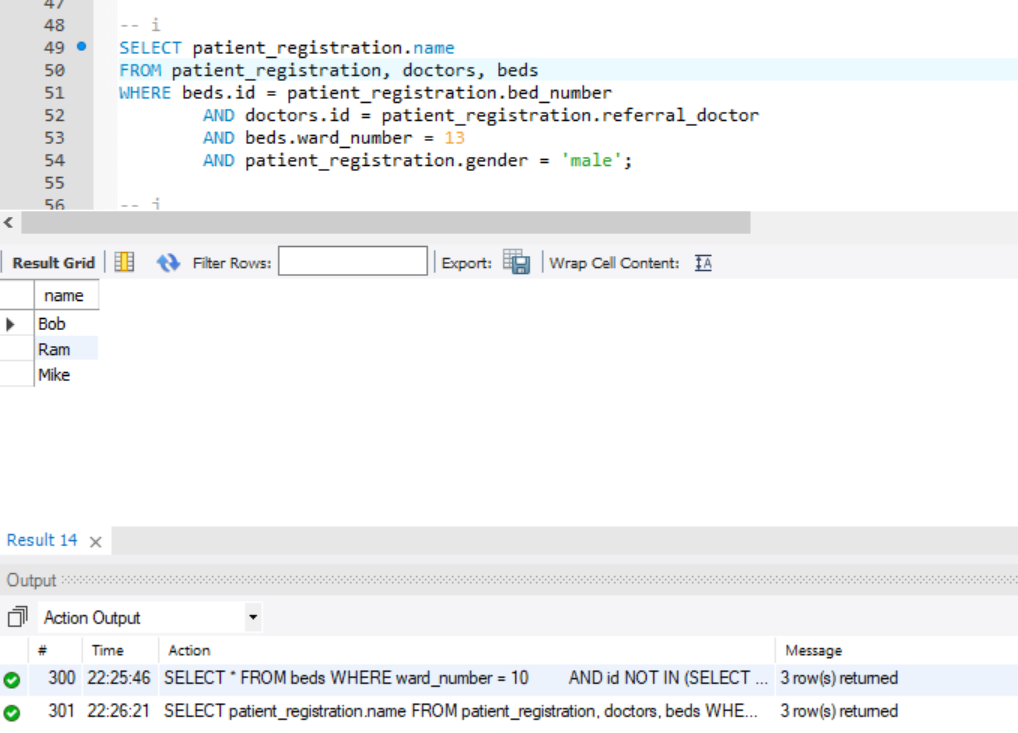 47
48 -- i
49 SELECT patient_registration.name
50 FROM patient_registration, doctors, beds
51 WHERE beds.id = patient_registration.bed_number
52 AND doctors.id = patient_registration.referral_doctor
53 AND beds.ward_number = 13
54 AND patient_registration.gender = 'male';
55
56 -- i
Result Grid Filter Rows: Export: Wrap Cell Content: IA
name
Bob
Ram
Mike
Result 14 ×
Output
Action Output
# Time Action Message
300 22:25:46 SELECT * FROM beds WHERE ward_number = 10 AND id NOT IN (SELECT ... 3 row(s) returned
301 22:26:21 SELECT patient_registration.name FROM patient_registration, doctors, beds WHE... 3 row(s) returned